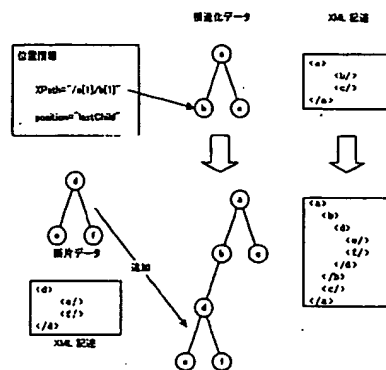 構造化データ
XML 記述
位置情報
XPath="/a[1]/b[1]"
position="lastChild"
a
b
c
<a>
<b/>
<c/>
</a>
d
e
f
断片データ
追加
<d>
<e/>
<f/>
</d>
XML 記述
a
b
c
d
e
f
<a>
<b>
<d>
<e/>
<f/>
</d>
</b>
<c/>
</a>